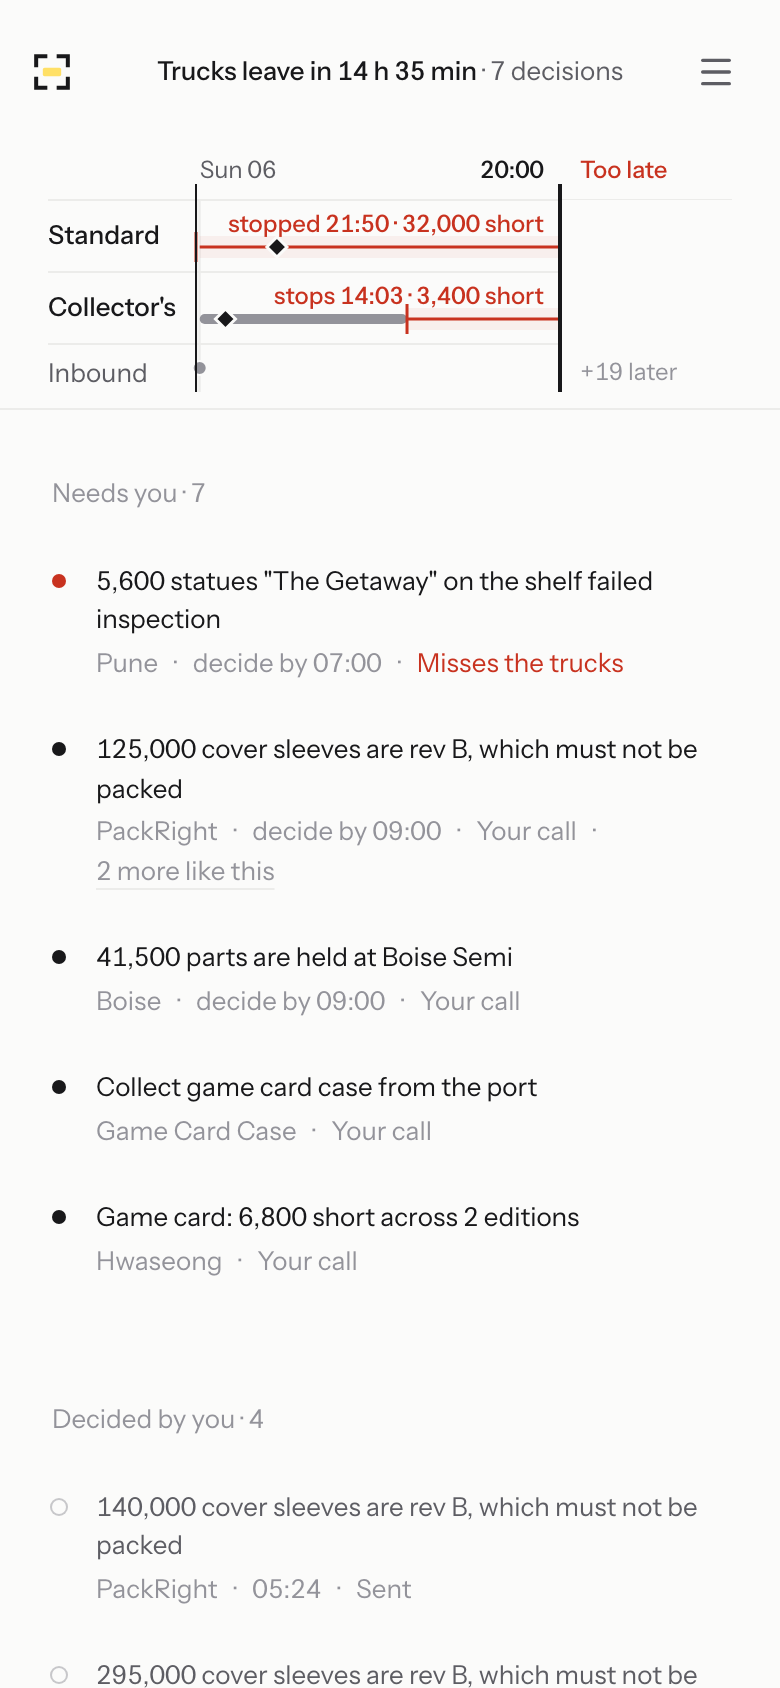 Trucks leave in 14 h 35 min · 7 decisions
Sun 06 20:00 Too late
Standard stopped 21:50 · 32,000 short
Collector's stops 14:03 · 3,400 short
Inbound +19 later
Needs you · 7
5,600 statues "The Getaway" on the shelf failed
inspection
Pune · decide by 07:00 · Misses the trucks
125,000 cover sleeves are rev B, which must not be
packed
PackRight · decide by 09:00 · Your call ·
2 more like this
41,500 parts are held at Boise Semi
Boise · decide by 09:00 · Your call
Collect game card case from the port
Game Card Case · Your call
Game card: 6,800 short across 2 editions
Hwaseong · Your call
Decided by you · 4
140,000 cover sleeves are rev B, which must not be
packed
PackRight · 05:24 · Sent
295,000 cover sleeves are rev B, which must not be